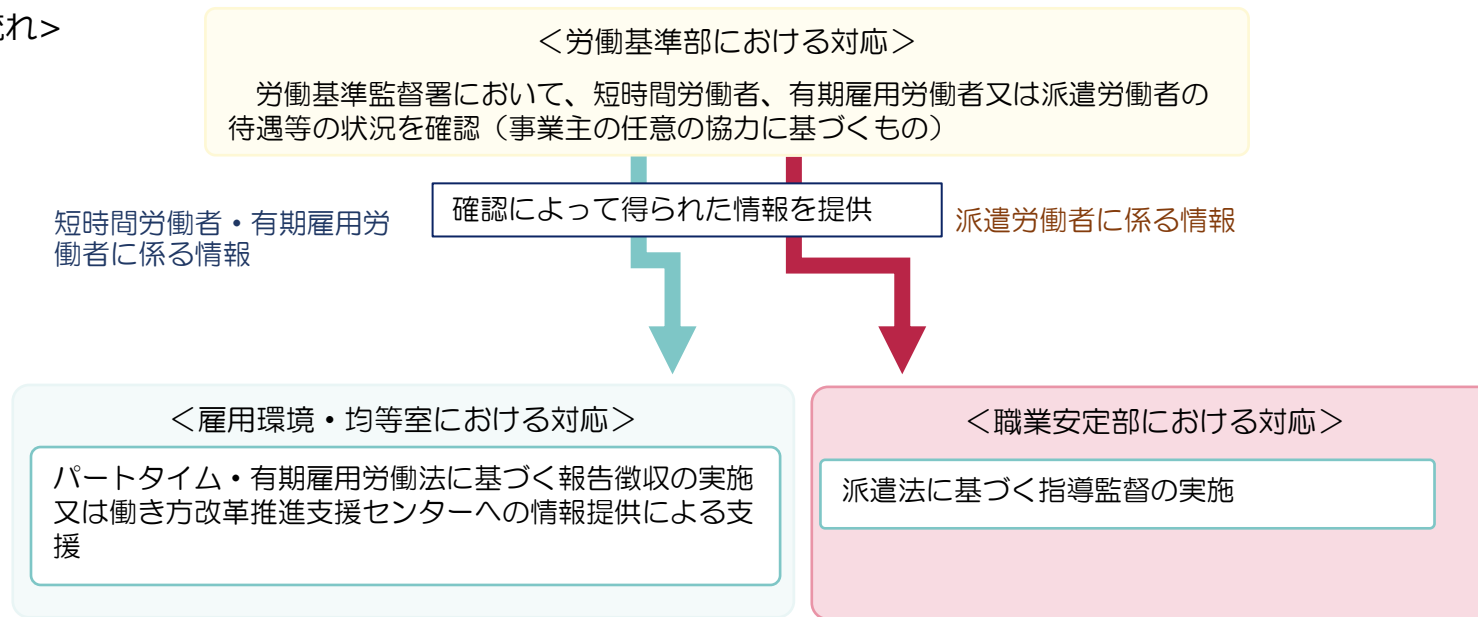 れ>
＜労働基準部における対応＞
労働基準監督署において、短時間労働者、有期雇用労働者又は派遣労働者の
待遇等の状況を確認（事業主の任意の協力に基づくもの）
確認によって得られた情報を提供
短時間労働者・有期雇用労
働者に係る情報
派遣労働者に係る情報
＜雇用環境・均等室における対応＞
パートタイム・有期雇用労働法に基づく報告徴収の実施
又は働き方改革推進支援センターへの情報提供による支
援
＜職業安定部における対応＞
派遣法に基づく指導監督の実施